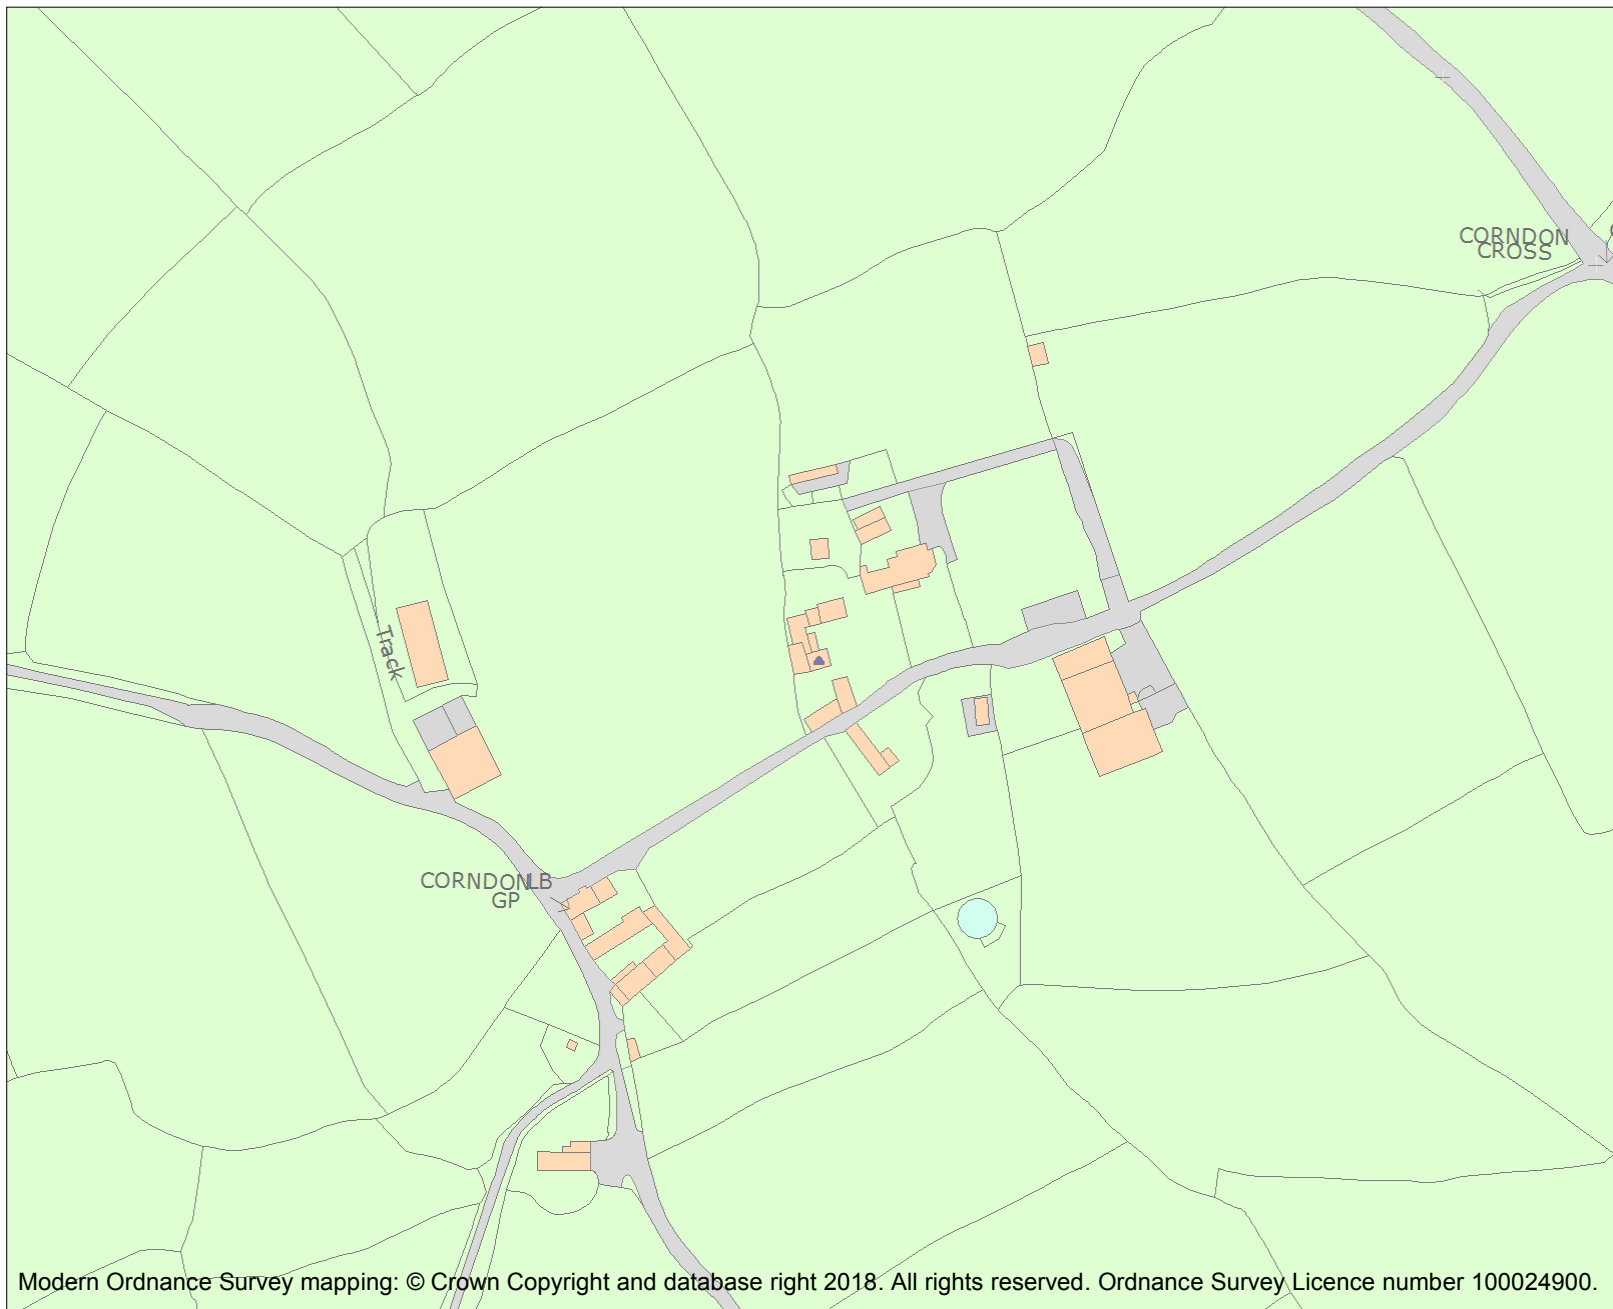 CORNDON
CROSS
Track
CORNDON LB
GP
Modern Ordnance Survey mapping: © Crown Copyright and database right 2018. All rights reserved. Ordnance Survey Licence number 100024900.